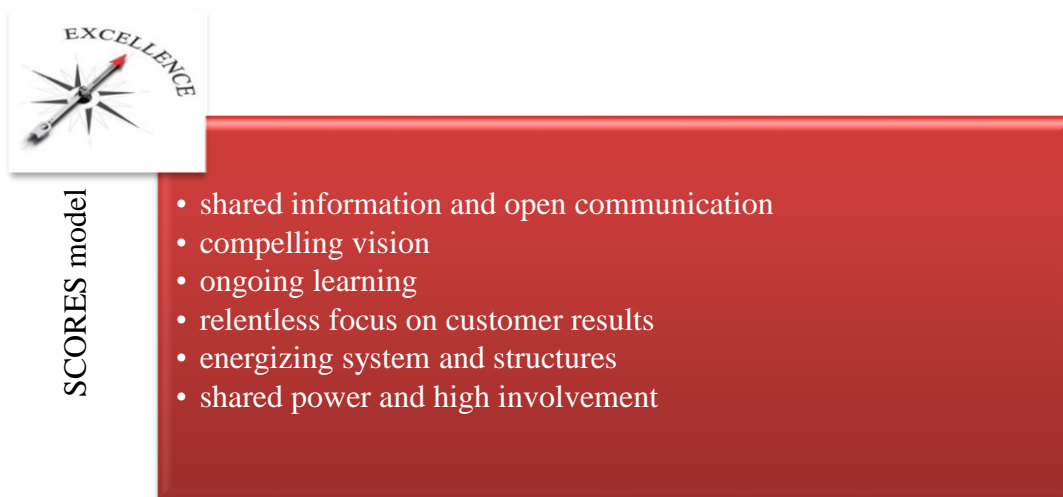 EXCELLENCE
SCORES model
• shared information and open communication
• compelling vision
• ongoing learning
• relentless focus on customer results
• energizing system and structures
• shared power and high involvement